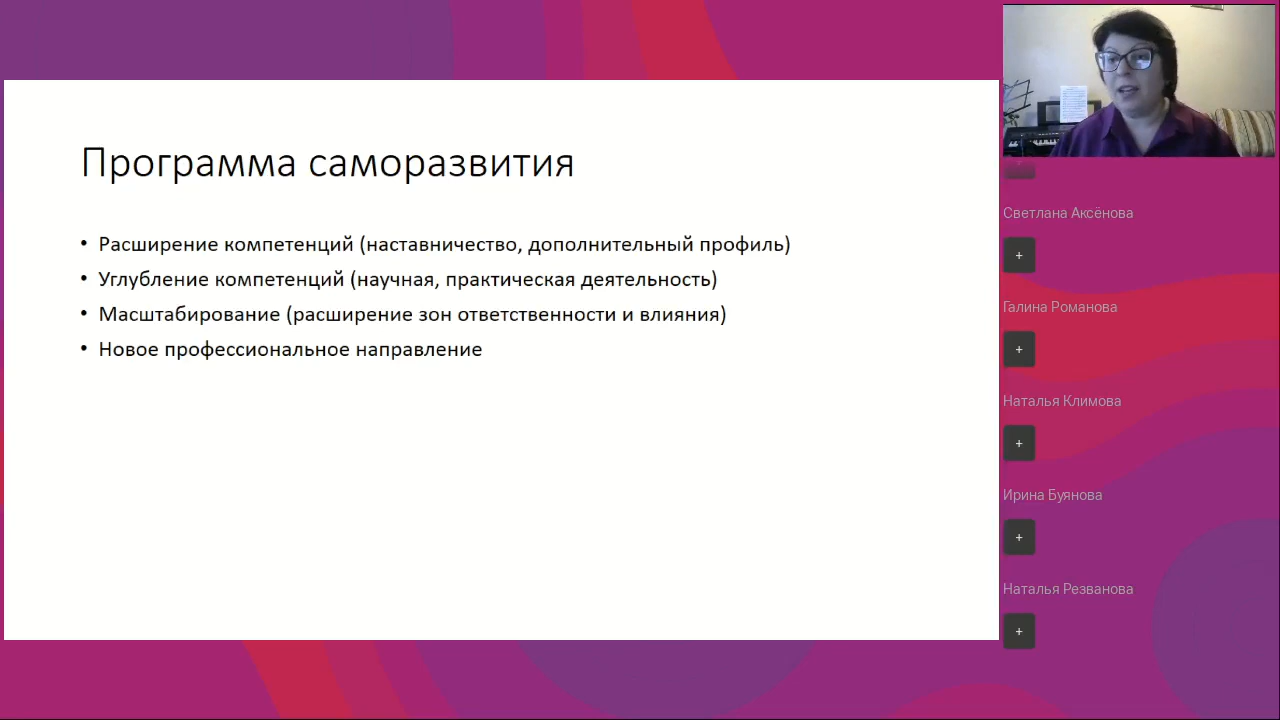 Программа саморазвития
• Расширение компетенций (наставничество, дополнительный профиль)
• Углубление компетенций (научная, практическая деятельность)
• Масштабирование (расширение зон ответственности и влияния)
• Новое профессиональное направление
Светлана Аксёнова
+
Галина Романова
+
Наталья Климова
+
Ирина Буянова
+
Наталья Резванова
+